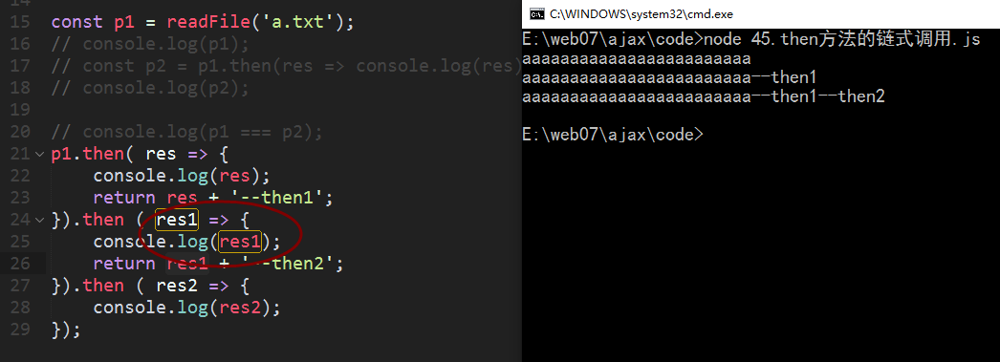 14
15 const p1 = readFile('a.txt');
16 // console.log(p1);
17 // const p2 = p1.then(res => console.log(res)
18 // console.log(p2);
19
20 // console.log(p1 === p2);
21 p1.then( res => {
22 console.log(res);
23 return res + '--then1';
24 }).then ( res1 => {
25 console.log(res1);
26 return res1 + '--then2';
27 }).then ( res2 => {
28 console.log(res2);
29 });
C:\WINDOWS\system32\cmd.exe
E:\web07\ajax\code>node 45.then方法的链式调用.js
aaaaaaaaaaaaaaaaaaaaaaaa
aaaaaaaaaaaaaaaaaaaaaaaa--then1
aaaaaaaaaaaaaaaaaaaaaaaa--then1--then2
E:\web07\ajax\code>